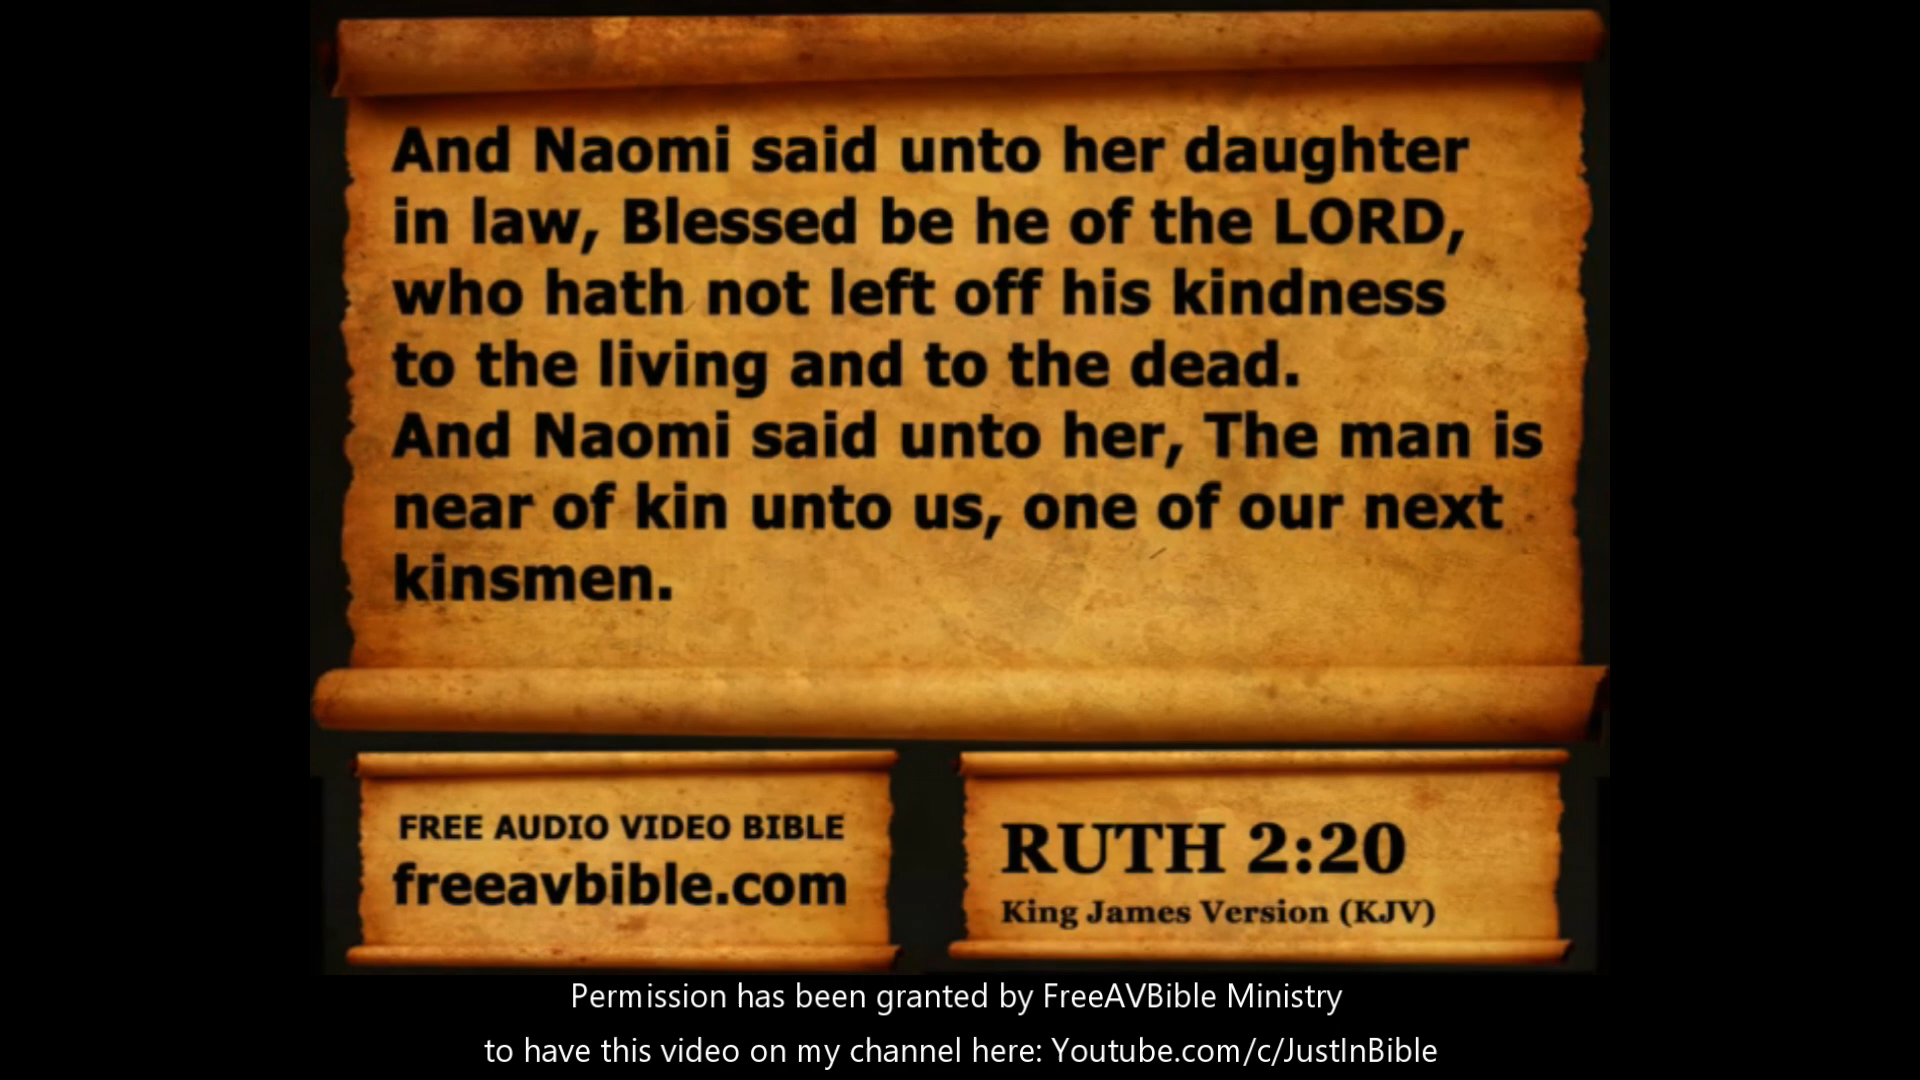 And Naomi said unto her daughter
in law, Blessed be he of the LORD,
who hath not left off his kindness
to the living and to the dead.
And Naomi said unto her, The man is
near of kin unto us, one of our next
kinsmen.
FREE AUDIO VIDEO BIBLE
freeavbible.com
RUTH 2:20
King James Version (KJV)
Permission has been granted by FreeAVBible Ministry
to have this video on my channel here: Youtube.com/c/JustInBible